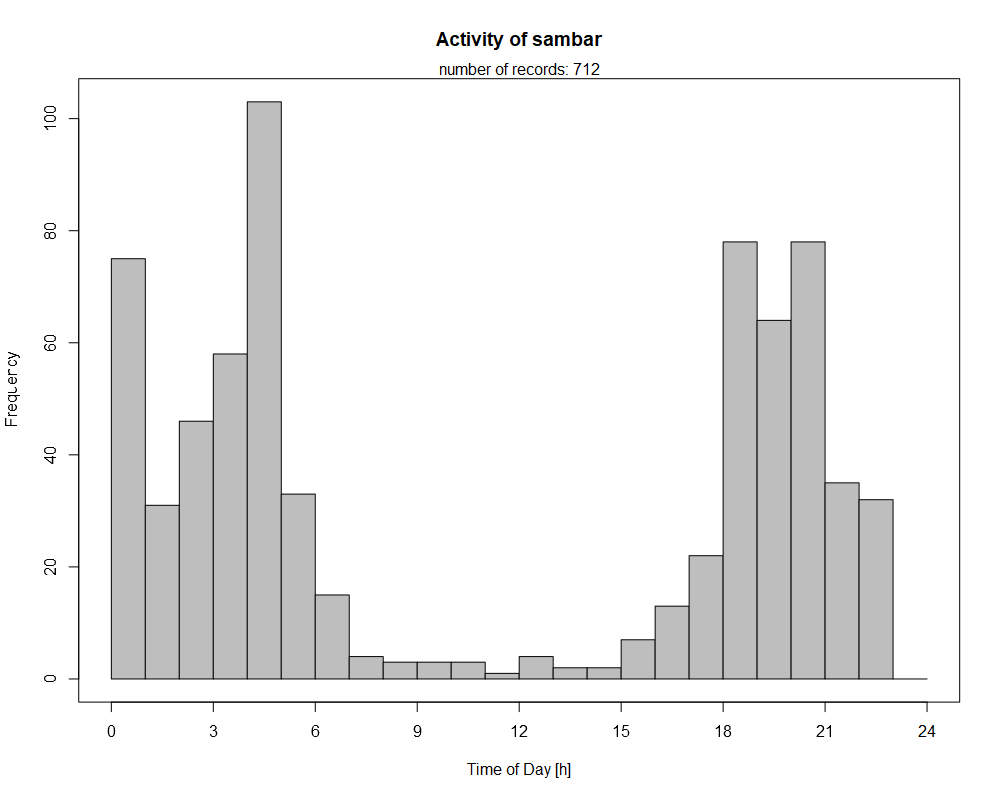 Activity of sambar
number of records: 712
Frequency
0
20
40
60
80
100
0 3 6 9 12 15 18 21 24
Time of Day [h]